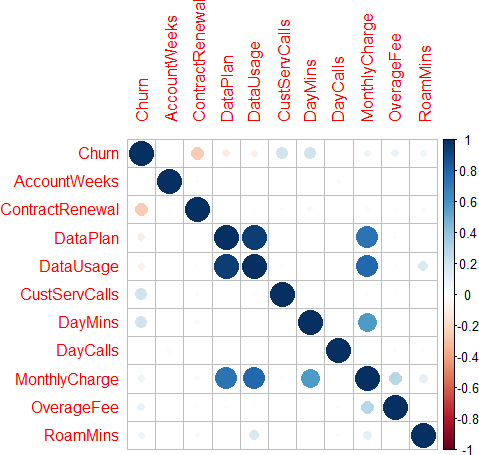 Churn
AccountWeeks
ContractRenewal
DataPlan
DataUsage
CustServCalls
DayMins
DayCalls
MonthlyCharge
OverageFee
RoamMins
Churn
AccountWeeks
ContractRenewal
DataPlan
DataUsage
CustServCalls
DayMins
DayCalls
MonthlyCharge
OverageFee
RoamMins
1
0.8
0.6
0.4
0.2
0
-0.2
-0.4
-0.6
-0.8
-1